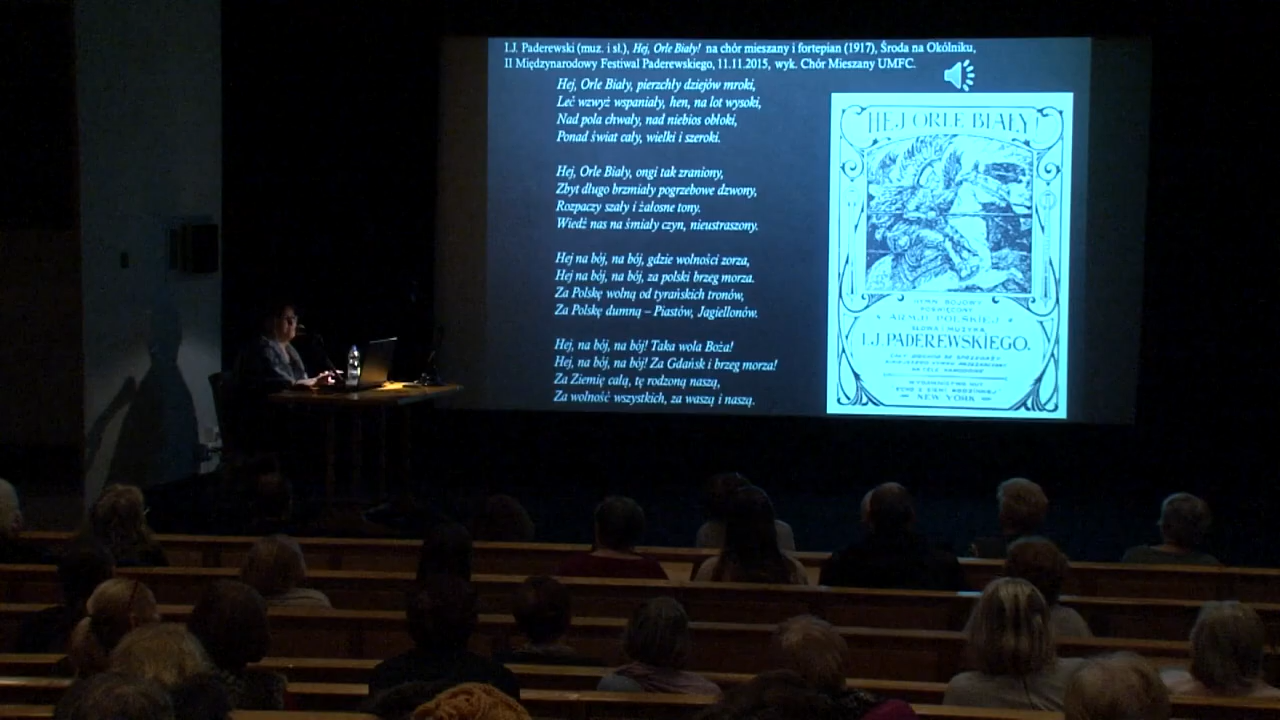 I.J. Paderewski (muz. i sł.), Hej, Orle Biały! na chór mieszany i fortepian (1917), Środa na Okólniku,
II Międzynarodowy Festiwal Paderewskiego, 11.11.2015, wyk. Chór Mieszany UMFC.
Hej, Orle Biały, pierzchły dziejów mroki,
Leć wzwyż wspaniały, hen, na lot wysoki,
Nad pola chwały, nad niebios obłoki,
Ponad świat cały, wielki i szeroki.
Hej, Orle Biały, ongi tak zraniony,
Zbyt długo brzmiały pogrzebowe dzwony,
Rozpaczy szały i żałosne tony.
Wiedź nas na śmiały czyn, nieustraszony.
Hej na bój, na bój, gdzie wolności zorza,
Hej na bój, na bój, za polski brzeg morza.
Za Polskę wolną od tyrańskich tronów,
Za Polskę dumną – Piastów, Jagiellonów.
Hej, na bój, na bój! Taka wola Boża!
Hej, na bój, na bój! Za Gdańsk i brzeg morza!
Za Ziemię całą, tę rodzoną naszą,
Za wolność wszystkich, za waszą i naszą.
HEJ ORLE BIAŁY!
HYMN BOJOWY
POŚWIĘCONY
ARMJI POLSKIEJ
SŁOWA I MUZYKA
I.J. PADEREWSKIEGO.
NEW YORK